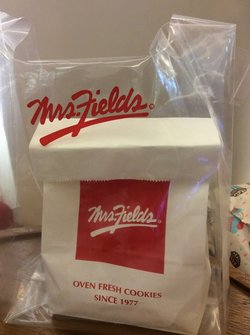 Mrs. Fields ©
Mrs. Fields ©
OVEN FRESH COOKIES
SINCE 1977